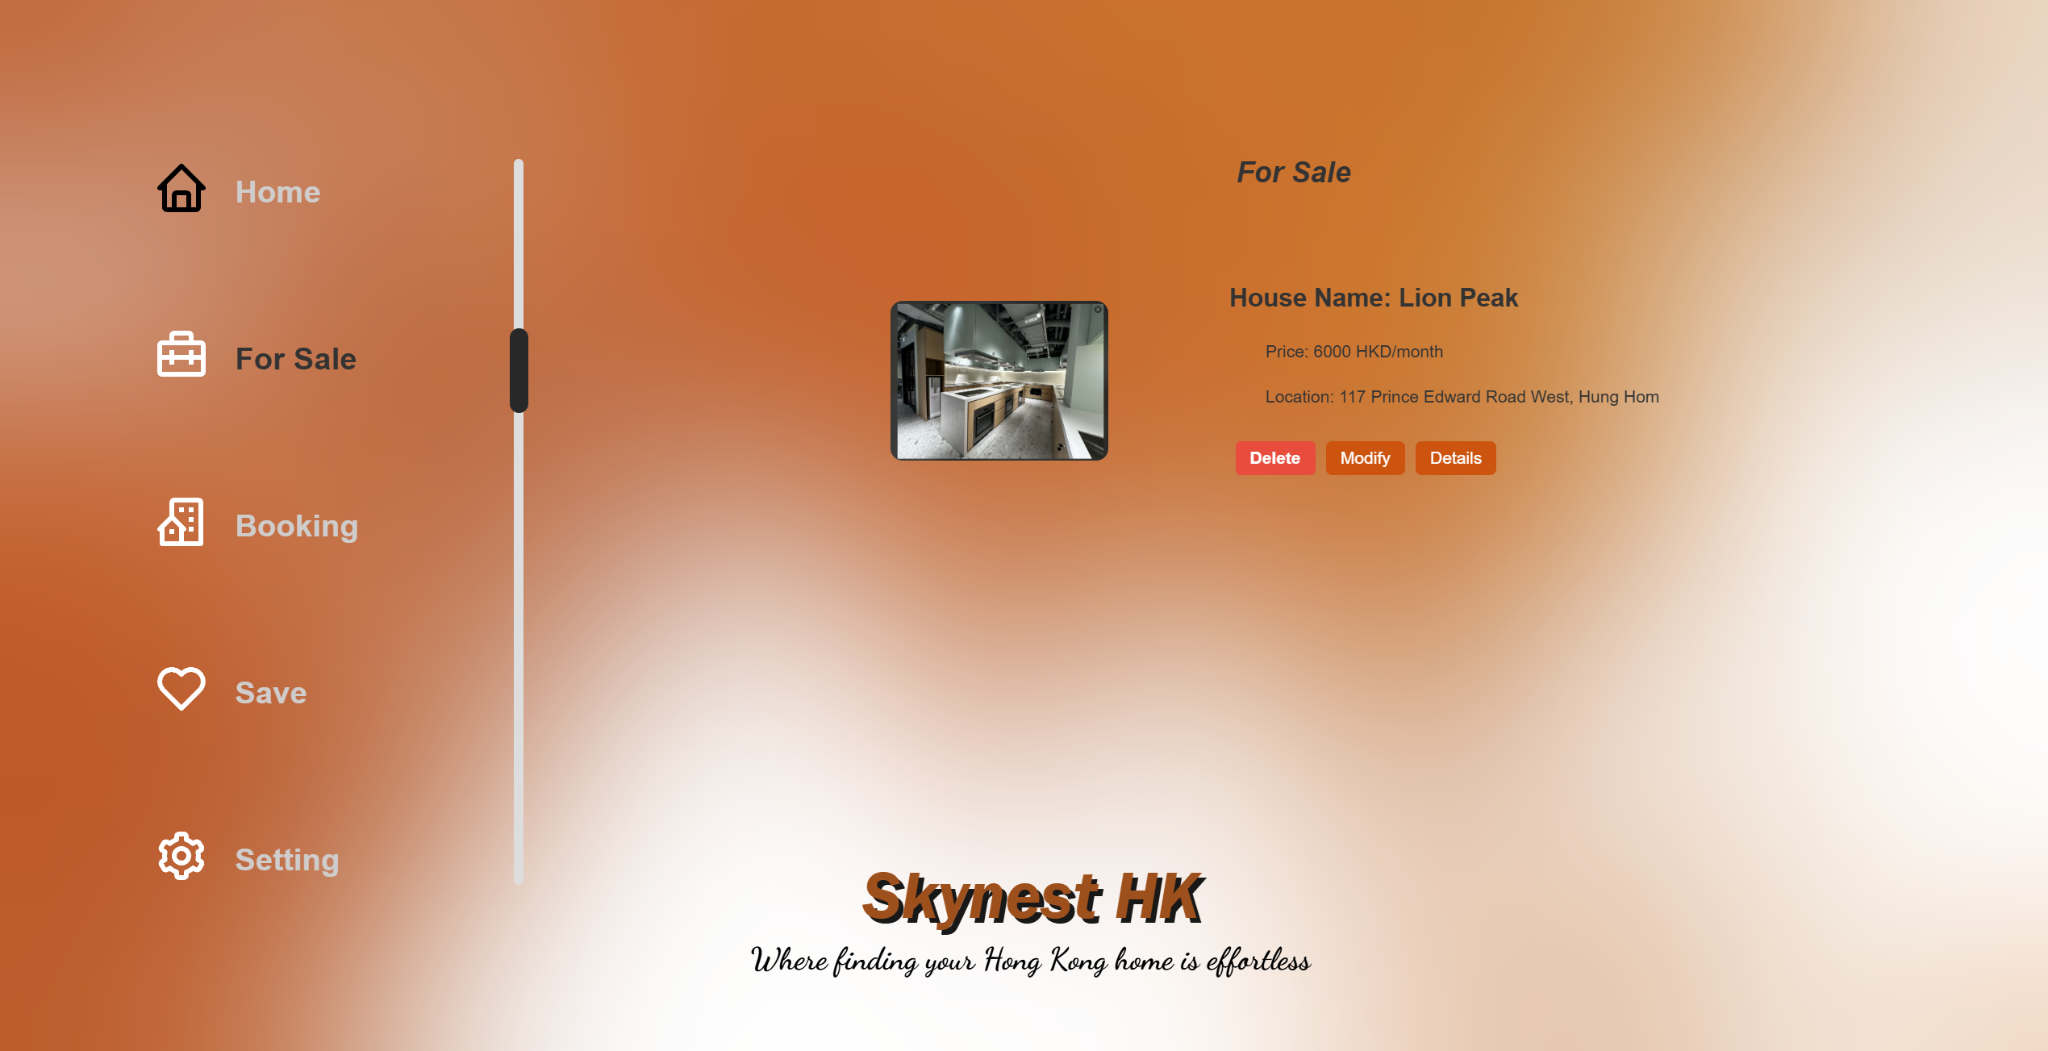 Home
For Sale
Booking
Save
Setting
For Sale
House Name: Lion Peak
Price: 6000 HKD/month
Location: 117 Prince Edward Road West, Hung Hom
Delete Modify Details
Skynest HK
Where finding your Hong Kong home is effortless